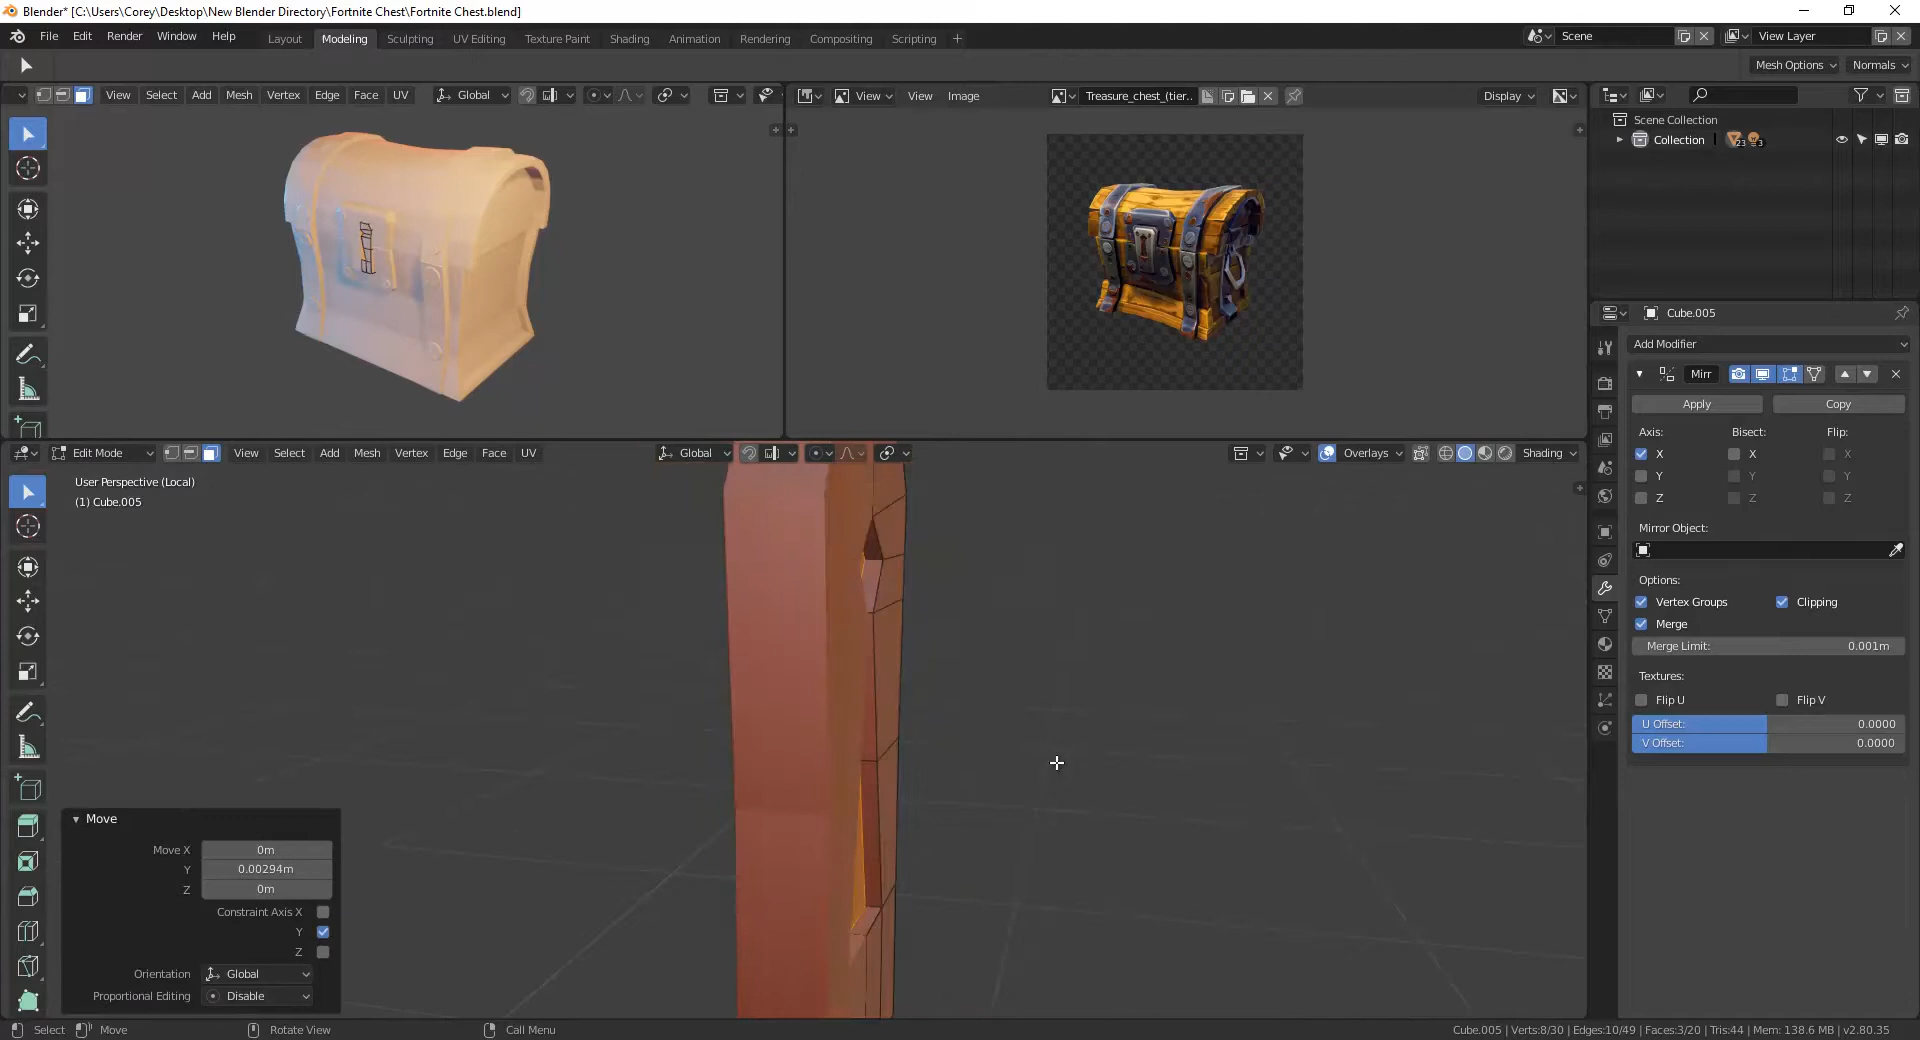 Blender* [C:\Users\Corey\Desktop\New Blender Directory\Fortnite Chest\Fortnite Chest.blend]
File Edit Render Window Help Layout Modeling Sculpting UV Editing Texture Paint Shading Animation Rendering Compositing Scripting + Scene View Layer
Mesh Options Normals
View Select Add Mesh Vertex Edge Face UV Global View View Image Treasure_chest_(tier.. Display
Scene Collection
Collection 23 3
Cube.005
Add Modifier
Mirr
Apply Copy
Axis: Bisect: Flip:
X X X
Y Y Y
Z Z Z
Mirror Object:
Options:
Vertex Groups Clipping
Merge
Merge Limit: 0.001m
Textures:
Flip U Flip V
U Offset: 0.0000
V Offset: 0.0000
Edit Mode View Select Add Mesh Vertex Edge Face UV Global Overlays Shading
User Perspective (Local)
(1) Cube.005
Move
Move X 0m
Y 0.00294m
Z 0m
Constraint Axis X
Y
Z
Orientation Global
Proportional Editing Disable
Select Move Rotate View Call Menu Cube.005 | Verts:8/30 | Edges:10/49 | Faces:3/20 | Tris:44 | Mem: 138.6 MB | v2.80.35